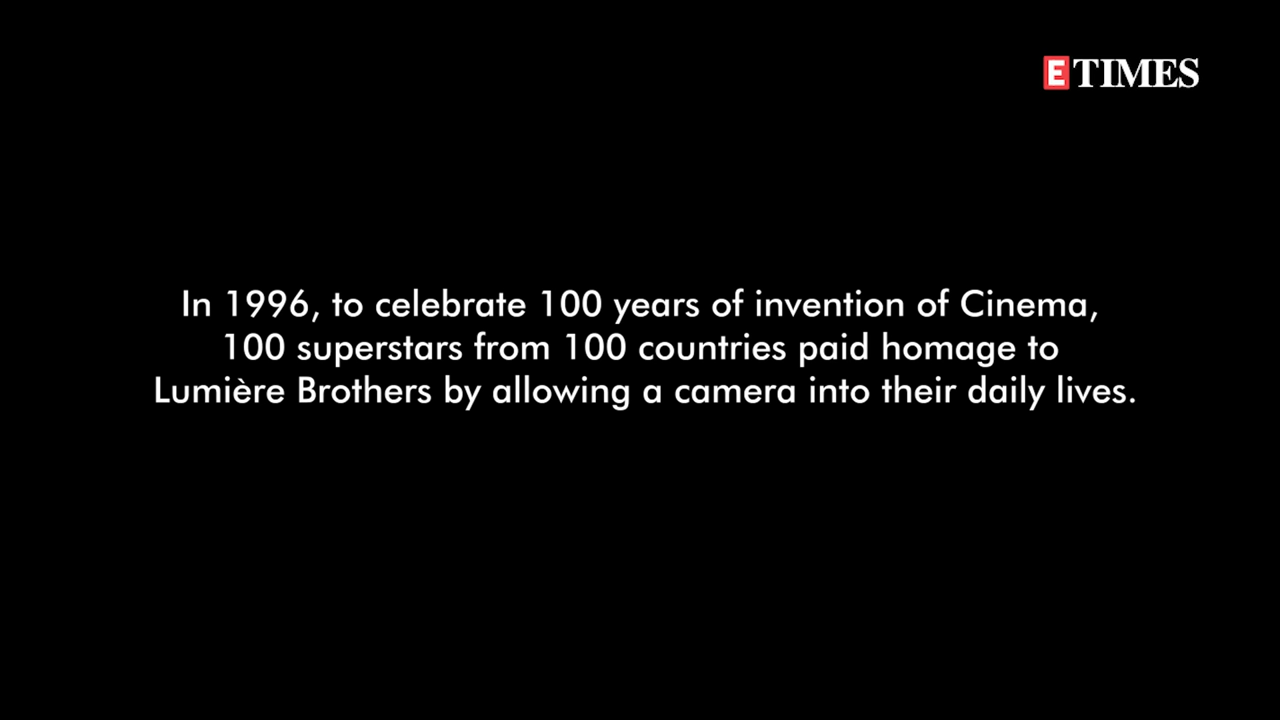 ETIMES
In 1996, to celebrate 100 years of invention of Cinema,
100 superstars from 100 countries paid homage to
Lumière Brothers by allowing a camera into their daily lives.